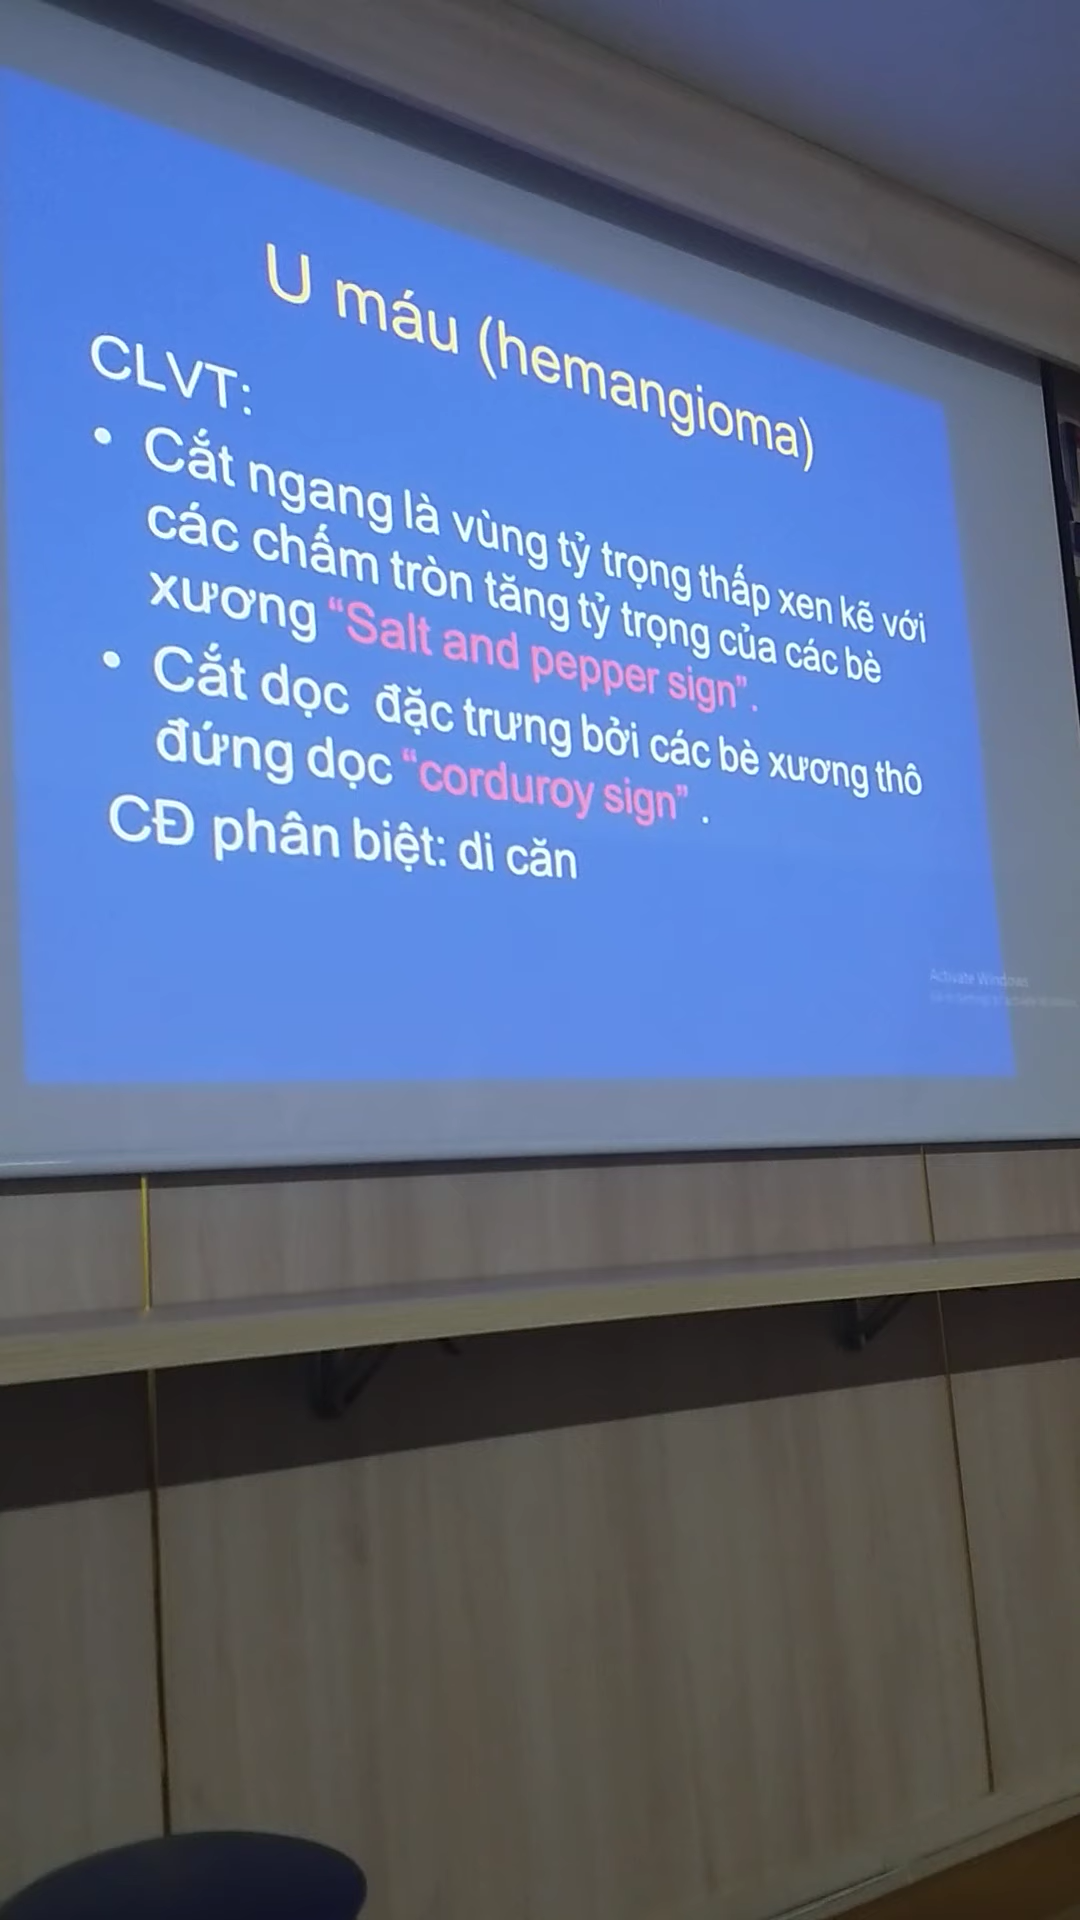 U máu (hemangioma)
CLVT:
• Cắt ngang là vùng tỷ trọng thấp xen kẽ với
các chấm tròn tăng tỷ trọng của các bè
xương “Salt and pepper sign”.
• Cắt dọc đặc trưng bởi các bè xương thô
đứng dọc “corduroy sign” .
CĐ phân biệt: di căn
Activate Windows